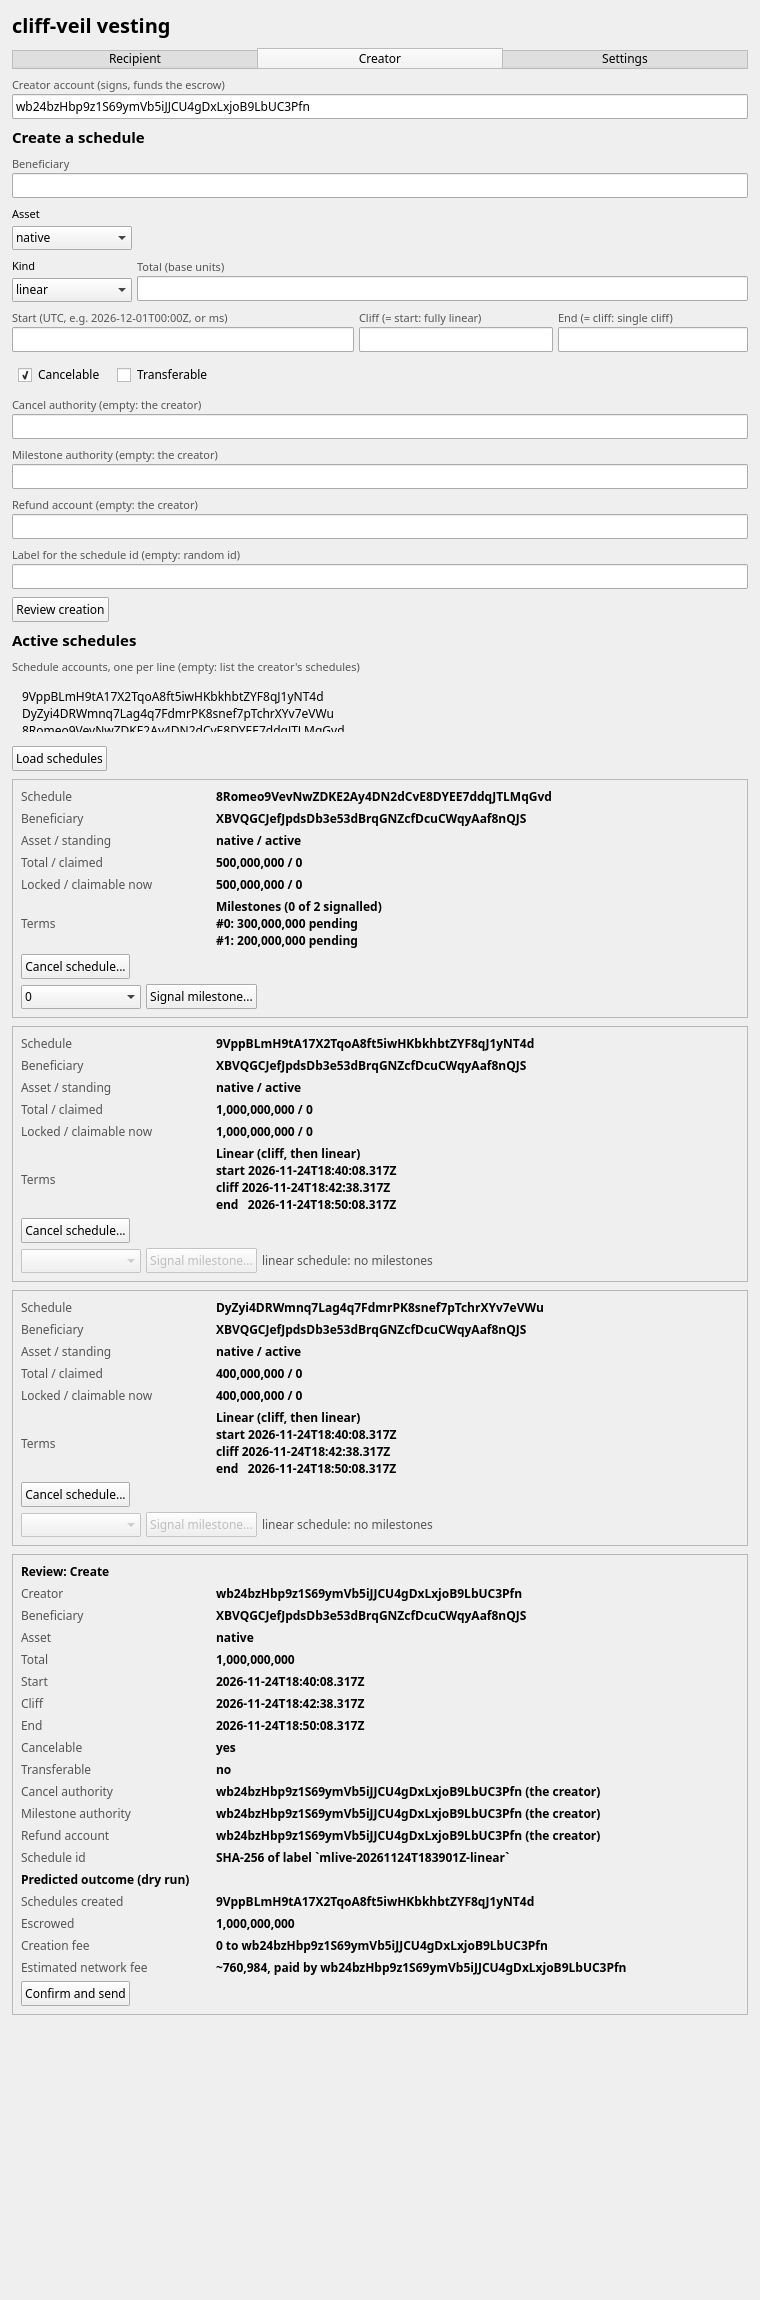 cliff-veil vesting
Recipient Creator Settings
Creator account (signs, funds the escrow)
wb24bzHbp9z1S69ymVb5iJJCU4gDxLxjoB9LbUC3Pfn
Create a schedule
Beneficiary
Asset
native
Kind Total (base units)
linear
Start (UTC, e.g. 2026-12-01T00:00Z, or ms) Cliff (= start: fully linear) End (= cliff: single cliff)
Cancelable Transferable
Cancel authority (empty: the creator)
Milestone authority (empty: the creator)
Refund account (empty: the creator)
Label for the schedule id (empty: random id)
Review creation
Active schedules
Schedule accounts, one per line (empty: list the creator's schedules)
9VppBLmH9tA17X2TqoA8ft5iwHKbkhbtZYF8qJ1yNT4d
DyZyi4DRWmnq7Lag4q7FdmrPK8snef7pTchrXYv7eVWu
8Romeo9VevNwZDKE2Ay4DN2dCvE8DYEE7ddqJTLMqGvd
Load schedules
Schedule 8Romeo9VevNwZDKE2Ay4DN2dCvE8DYEE7ddqJTLMqGvd
Beneficiary XBVQGCJefJpdsDb3e53dBrqGNZcfDcuCWqyAaf8nQJS
Asset / standing native / active
Total / claimed 500,000,000 / 0
Locked / claimable now 500,000,000 / 0
Terms Milestones (0 of 2 signalled)
#0: 300,000,000 pending
#1: 200,000,000 pending
Cancel schedule...
0 Signal milestone...
Schedule 9VppBLmH9tA17X2TqoA8ft5iwHKbkhbtZYF8qJ1yNT4d
Beneficiary XBVQGCJefJpdsDb3e53dBrqGNZcfDcuCWqyAaf8nQJS
Asset / standing native / active
Total / claimed 1,000,000,000 / 0
Locked / claimable now 1,000,000,000 / 0
Terms Linear (cliff, then linear)
start 2026-11-24T18:40:08.317Z
cliff 2026-11-24T18:42:38.317Z
end 2026-11-24T18:50:08.317Z
Cancel schedule...
Signal milestone... linear schedule: no milestones
Schedule DyZyi4DRWmnq7Lag4q7FdmrPK8snef7pTchrXYv7eVWu
Beneficiary XBVQGCJefJpdsDb3e53dBrqGNZcfDcuCWqyAaf8nQJS
Asset / standing native / active
Total / claimed 400,000,000 / 0
Locked / claimable now 400,000,000 / 0
Terms Linear (cliff, then linear)
start 2026-11-24T18:40:08.317Z
cliff 2026-11-24T18:42:38.317Z
end 2026-11-24T18:50:08.317Z
Cancel schedule...
Signal milestone... linear schedule: no milestones
Review: Create
Creator wb24bzHbp9z1S69ymVb5iJJCU4gDxLxjoB9LbUC3Pfn
Beneficiary XBVQGCJefJpdsDb3e53dBrqGNZcfDcuCWqyAaf8nQJS
Asset native
Total 1,000,000,000
Start 2026-11-24T18:40:08.317Z
Cliff 2026-11-24T18:42:38.317Z
End 2026-11-24T18:50:08.317Z
Cancelable yes
Transferable no
Cancel authority wb24bzHbp9z1S69ymVb5iJJCU4gDxLxjoB9LbUC3Pfn (the creator)
Milestone authority wb24bzHbp9z1S69ymVb5iJJCU4gDxLxjoB9LbUC3Pfn (the creator)
Refund account wb24bzHbp9z1S69ymVb5iJJCU4gDxLxjoB9LbUC3Pfn (the creator)
Schedule id SHA-256 of label `mlive-20261124T183901Z-linear`
Predicted outcome (dry run)
Schedules created 9VppBLmH9tA17X2TqoA8ft5iwHKbkhbtZYF8qJ1yNT4d
Escrowed 1,000,000,000
Creation fee 0 to wb24bzHbp9z1S69ymVb5iJJCU4gDxLxjoB9LbUC3Pfn
Estimated network fee ~760,984, paid by wb24bzHbp9z1S69ymVb5iJJCU4gDxLxjoB9LbUC3Pfn
Confirm and send